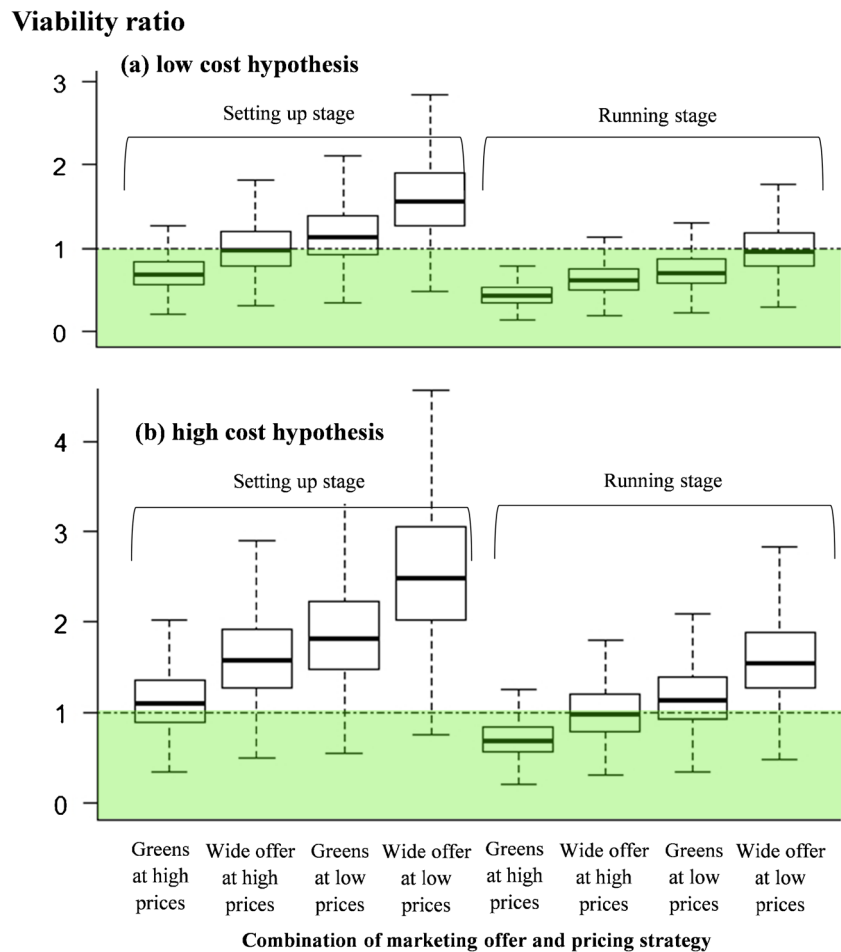 Viability ratio
(a) low cost hypothesis
Setting up stage
Running stage
3
2
1
0
(b) high cost hypothesis
Setting up stage
Running stage
4
3
2
1
0
Greens at high prices
Wide offer at high prices
Greens at low prices
Wide offer at low prices
Greens at high prices
Wide offer at high prices
Greens at low prices
Wide offer at low prices
Combination of marketing offer and pricing strategy